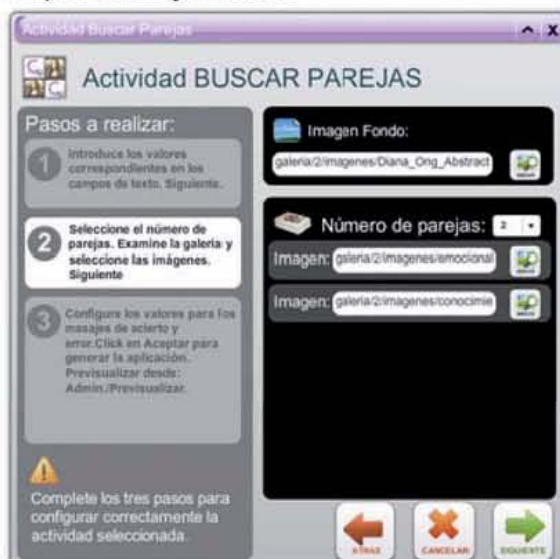 Actividad Buscar Parejas
X
Actividad BUSCAR PAREJAS
Pasos a realizar:
1
Introduce los valores
correspondientes en los
campos de texto. Siguiente.
2
Seleccione el número de
parejas. Examine la galería y
seleccione las imágenes.
Siguiente
3
Configure los valores para los
masajes de acierto y
error.Click en Aceptar para
generar la aplicación.
Previsualizar desde:
Admin./Previsualizar.
Complete los tres pasos para
configurar correctamente la
actividad seleccionada.
Imagen Fondo:
galeria/2/imagenes/Diana_Ong_Abstract
Número de parejas: 2
Imagen: galeria/2/imagenes/emocional
Imagen: galeria/2/imagenes/conocimie
ATRAS
CANCELAR
SIGUIENTE